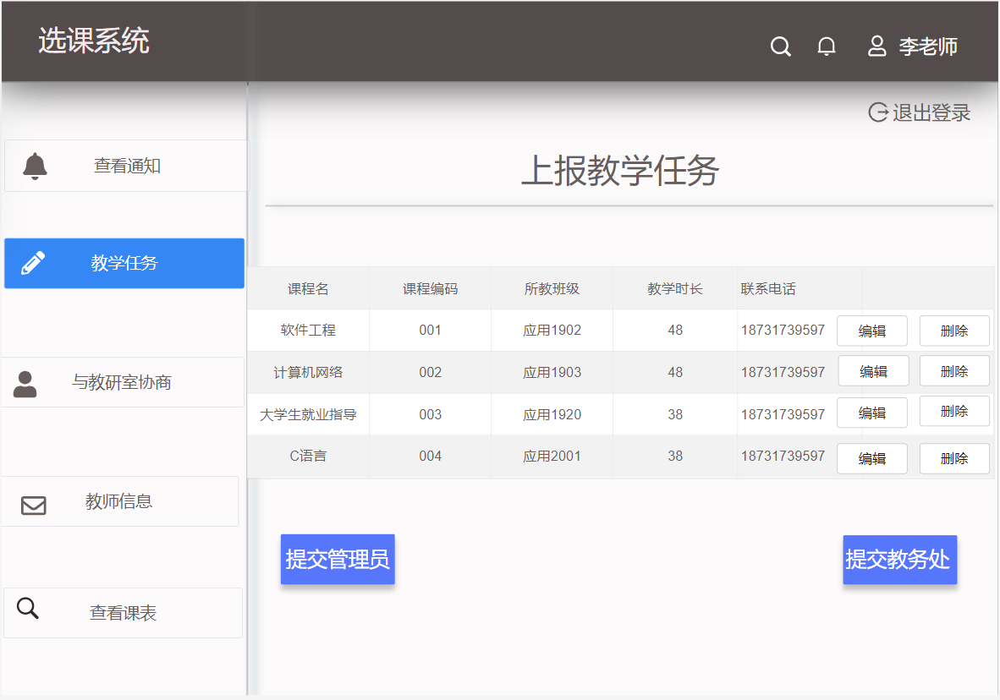 选课系统
李老师
退出登录
查看通知
上报教学任务
教学任务
课程名 课程编码 所教班级 教学时长 联系电话
软件工程 001 应用1902 48 18731739597 编辑 删除
计算机网络 002 应用1903 48 18731739597 编辑 删除
与教研室协商
大学生就业指导 003 应用1920 38 18731739597 编辑 删除
C语言 004 应用2001 38 18731739597 编辑 删除
教师信息
提交管理员 提交教务处
查看课表